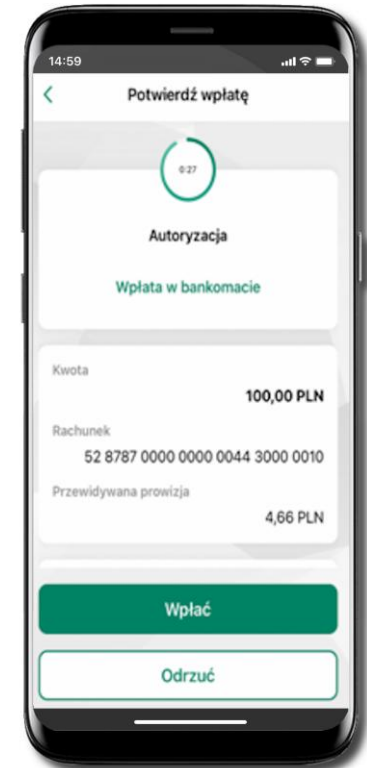 14:59
Potwierdź wpłatę
0:27
Autoryzacja
Wpłata w bankomacie
Kwota
100,00 PLN
Rachunek
52 8787 0000 0000 0044 3000 0010
Przewidywana prowizja
4,66 PLN
Wpłać
Odrzuć